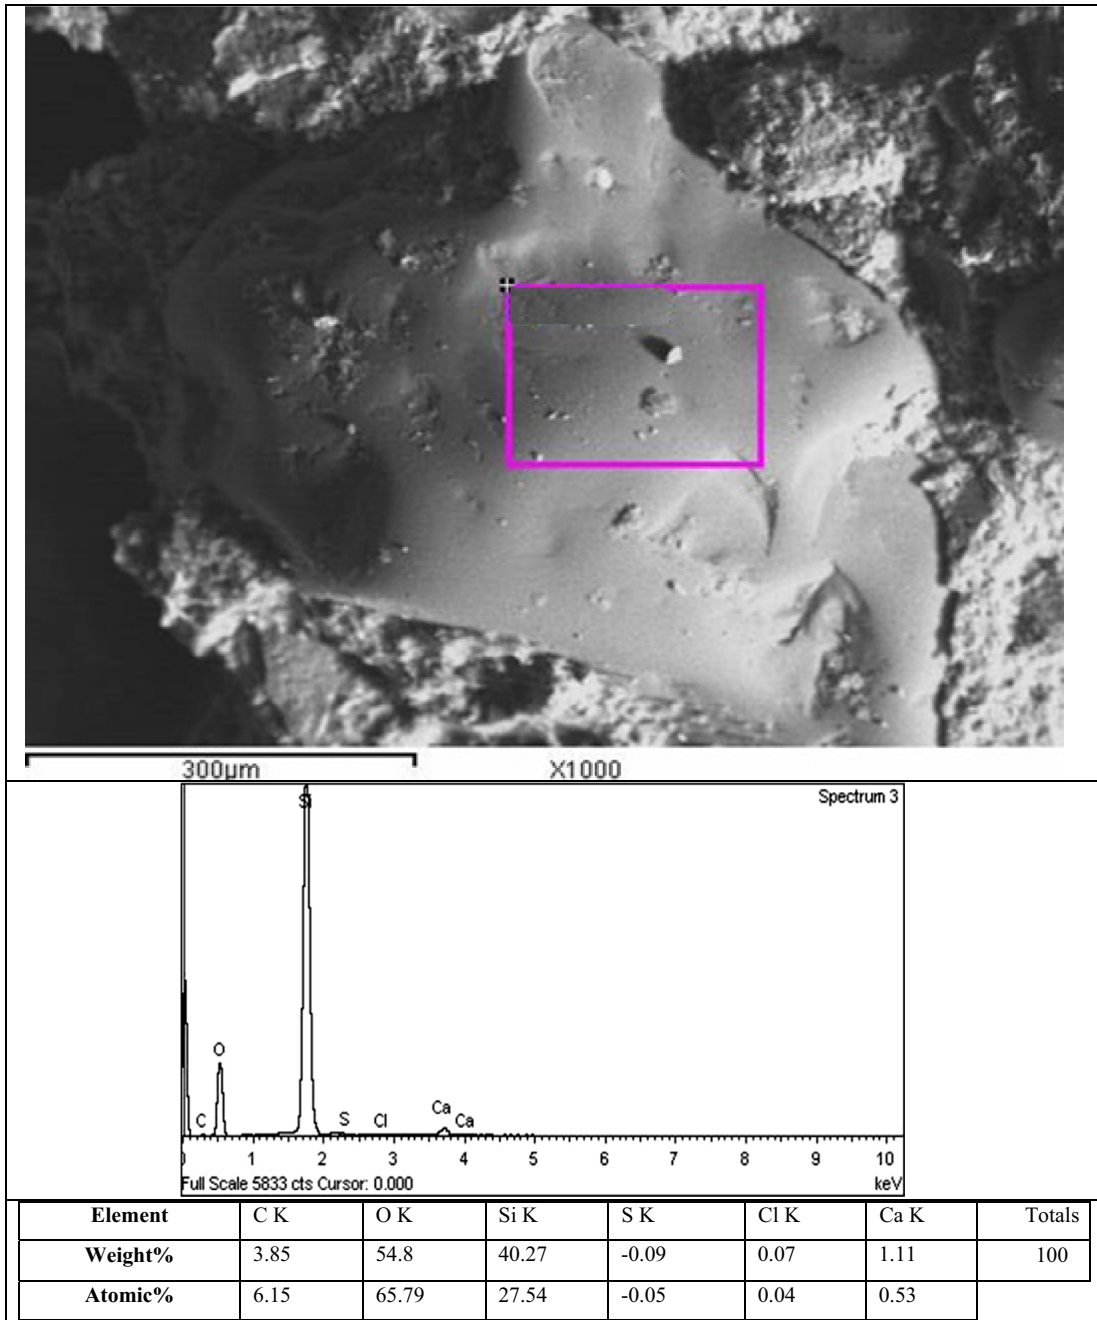 300µm X1000
Spectrum 3
Si
O
C
S
Cl
Ca
Ca
1 2 3 4 5 6 7 8 9 10
Full Scale 5833 cts Cursor: 0.000 keV
Element C K O K Si K S K Cl K Ca K Totals
Weight% 3.85 54.8 40.27 -0.09 0.07 1.11 100
Atomic% 6.15 65.79 27.54 -0.05 0.04 0.53